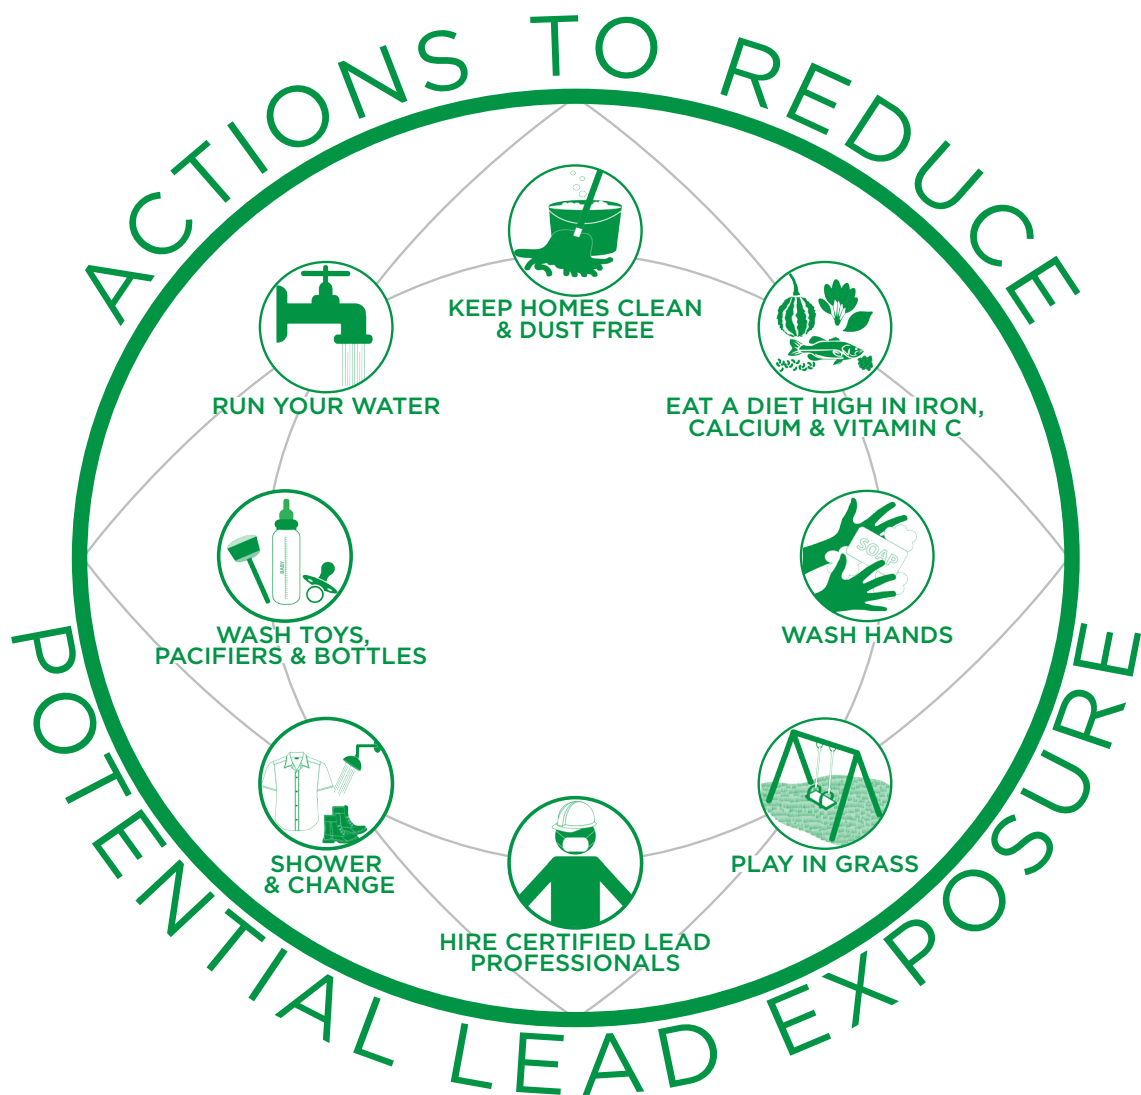 ACTIONS TO REDUCE
POTENTIAL LEAD EXPOSURE
KEEP HOMES CLEAN
& DUST FREE
EAT A DIET HIGH IN IRON,
CALCIUM & VITAMIN C
SOAP
WASH HANDS
PLAY IN GRASS
HIRE CERTIFIED LEAD
PROFESSIONALS
SHOWER
& CHANGE
BABY
WASH TOYS,
PACIFIERS & BOTTLES
RUN YOUR WATER